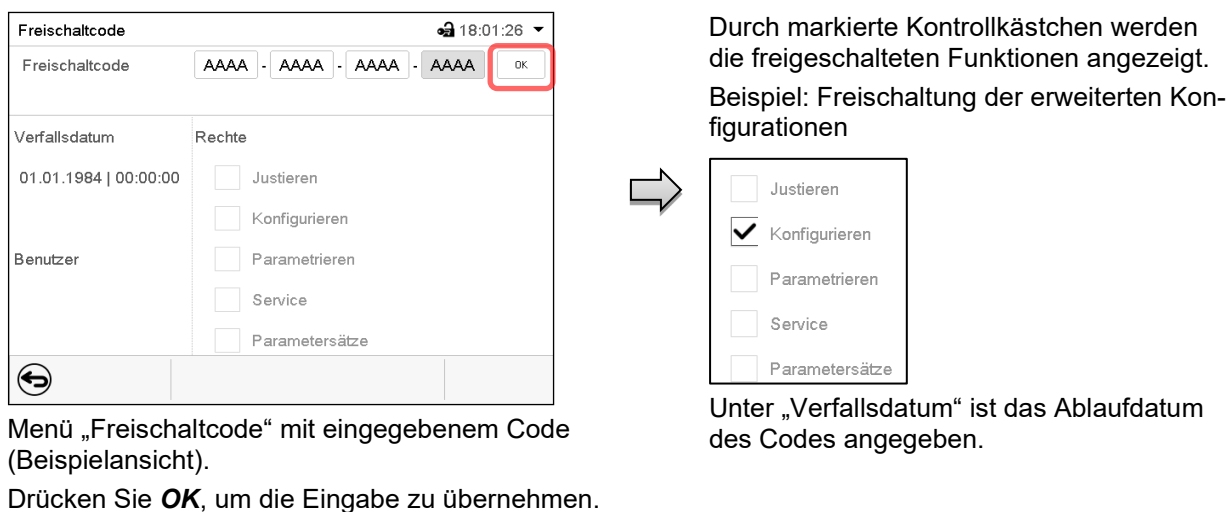 Freischaltcode 18:01:26
Freischaltcode AAAA - AAAA - AAAA - AAAA OK
Verfallsdatum Rechte
01.01.1984 | 00:00:00 Justieren
Konfigurieren
Benutzer Parametrieren
Service
Parametersätze
Menü „Freischaltcode“ mit eingegebenem Code
(Beispielansicht).
Drücken Sie OK, um die Eingabe zu übernehmen.
Durch markierte Kontrollkästchen werden
die freigeschalteten Funktionen angezeigt.
Beispiel: Freischaltung der erweiterten Kon-
figurationen
Justieren
Konfigurieren
Parametrieren
Service
Parametersätze
Unter „Verfallsdatum“ ist das Ablaufdatum
des Codes angegeben.